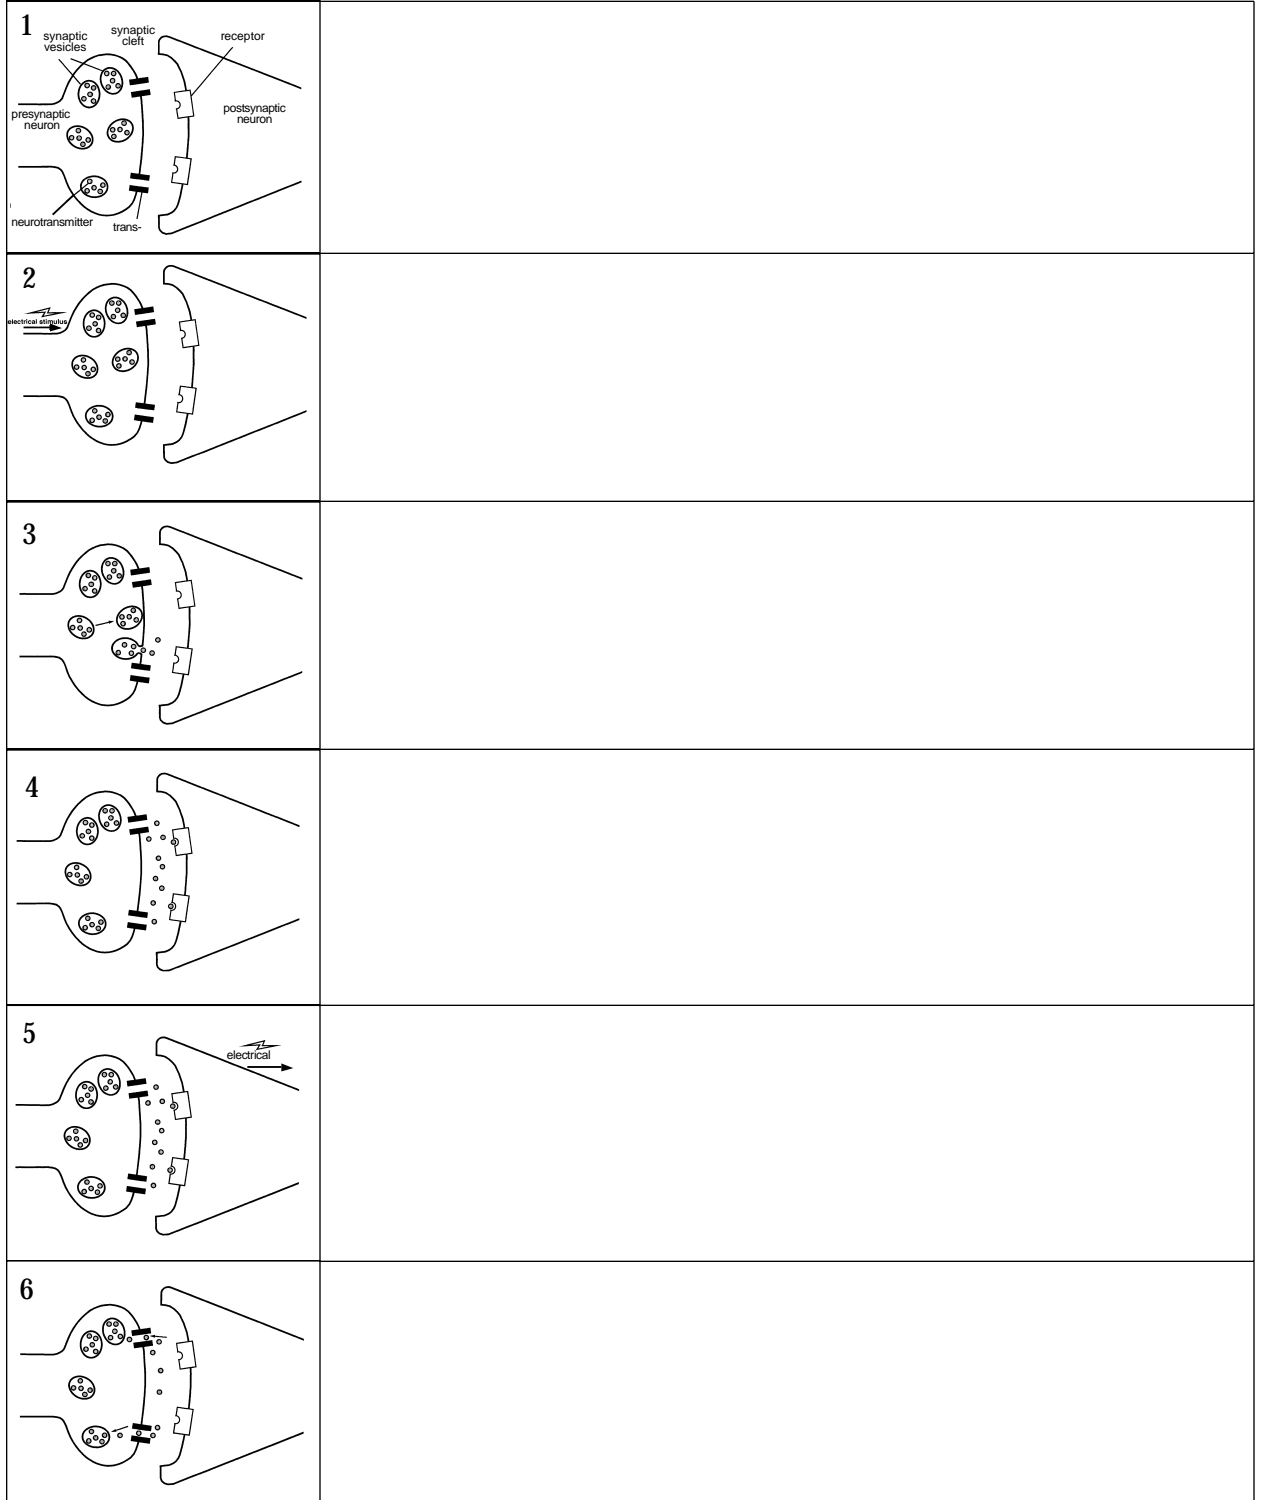 1
synaptic
vesicles
synaptic
cleft
receptor
presynaptic
neuron
postsynaptic
neuron
neurotransmitter
trans-
2
electrical stimulus
3
4
5
electrical
6